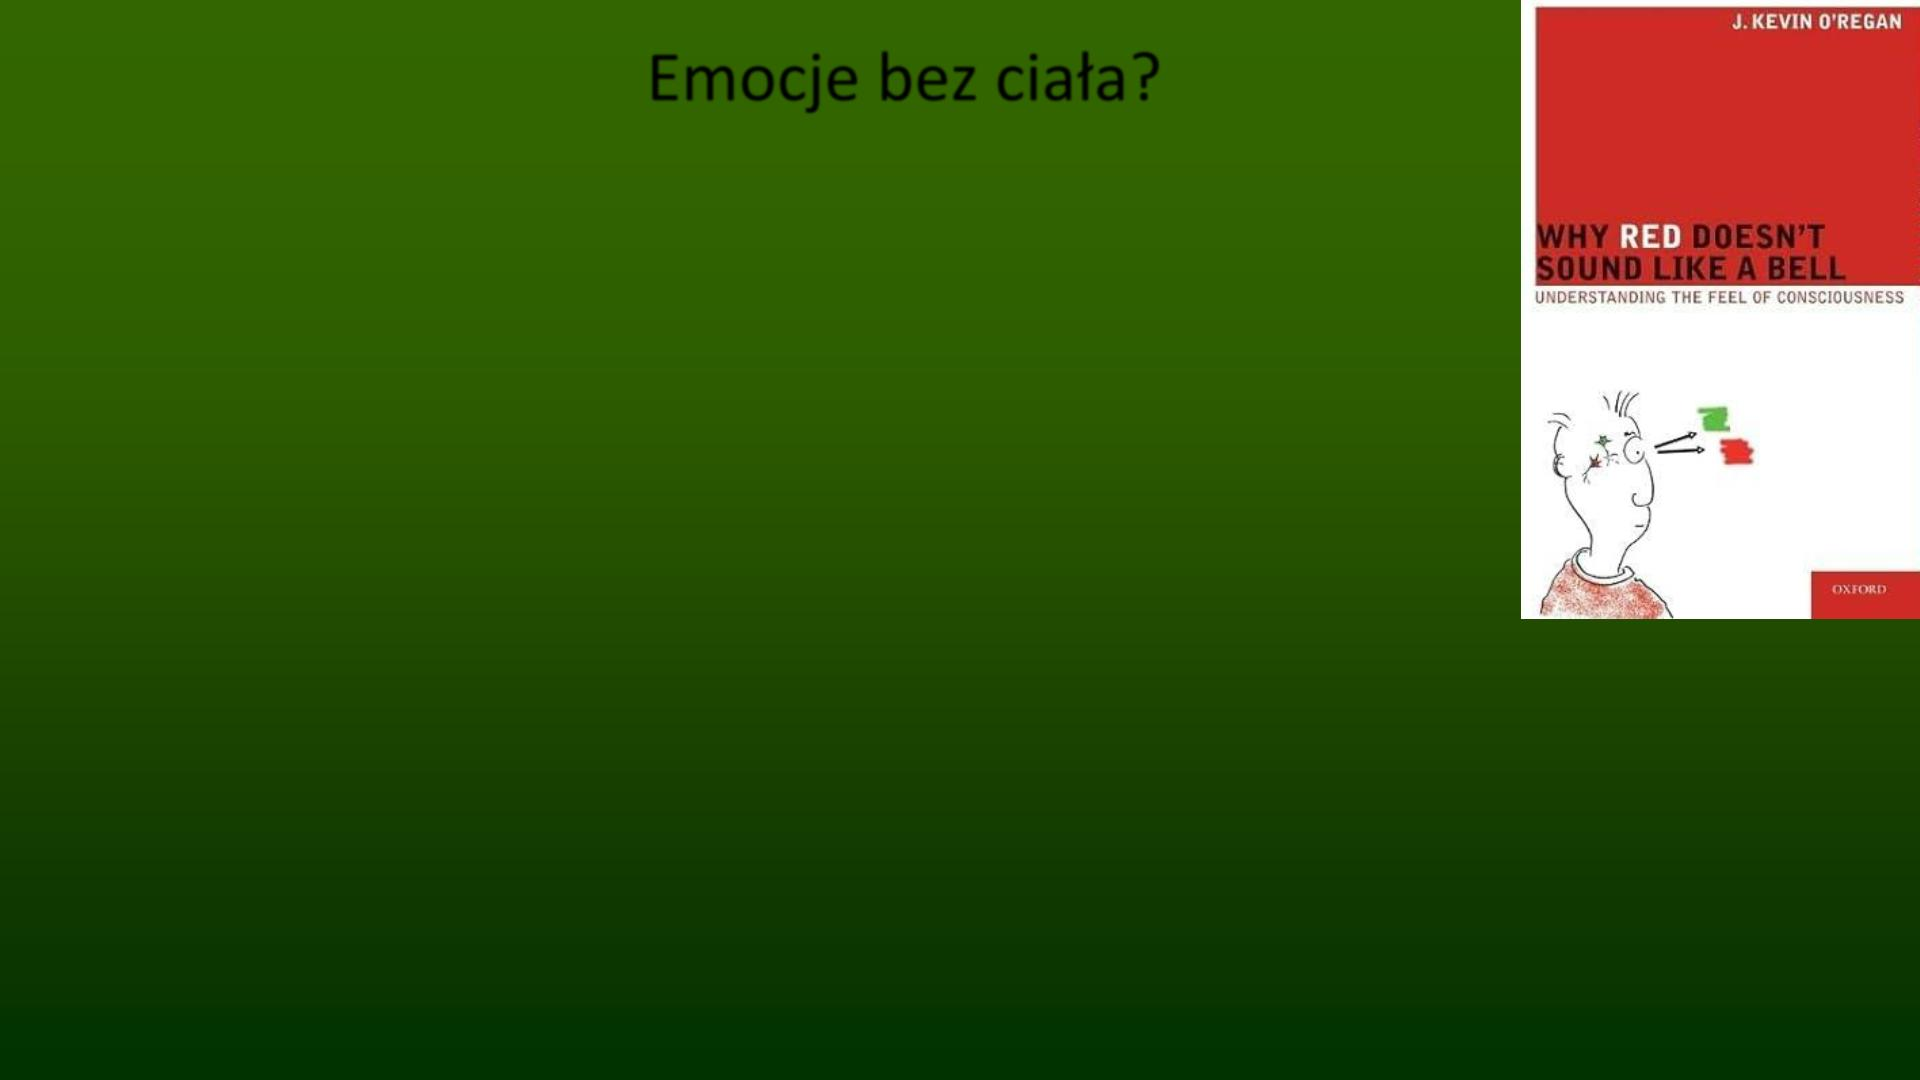 Emocje bez ciała?
J. KEVIN O'REGAN
WHY RED DOESN'T
SOUND LIKE A BELL
UNDERSTANDING THE FEEL OF CONSCIOUSNESS
OXFORD